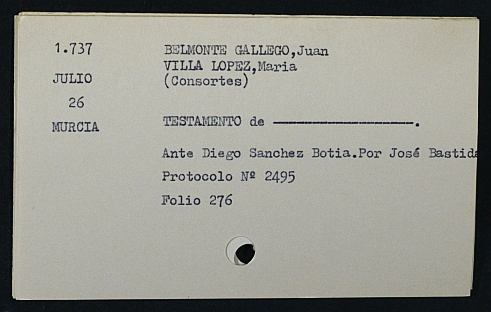 1.737 BELMONTE GALLEGO,Juan
VILLA LOPEZ,Maria
JULIO (Consortes)
26
MURCIA TESTAMENTO de ——————————.
Ante Diego Sanchez Botia.Por José Bastida
Protocolo Nº 2495
Folio 276